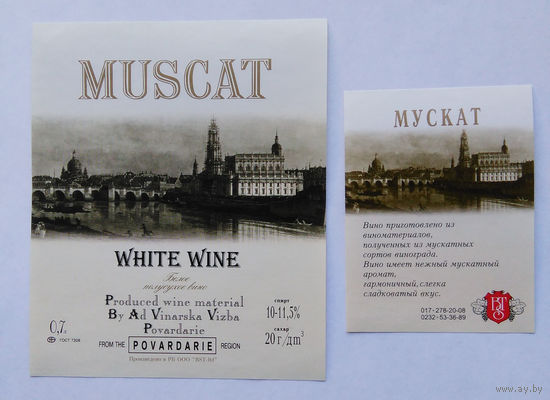 MUSCAT
WHITE WINE
Белое
полусухое вино
Produced wine material
By Ad Vinarska Vizba
Povardarie
0,7л
ГОСТ 7208
FROM THE POVARDARIE REGION
Произведено в РБ ООО "BST-ltd"
спирт
10-11,5%
сахар
20 г/дm³
МУСКАТ
Вино приготовлено из
виноматериалов,
полученных из мускатных
сортов винограда.
Вино имеет нежный мускатный
аромат,
гармоничный, слегка
сладковатый вкус.
017-278-20-08
0232-53-36-89
© www.ay.by